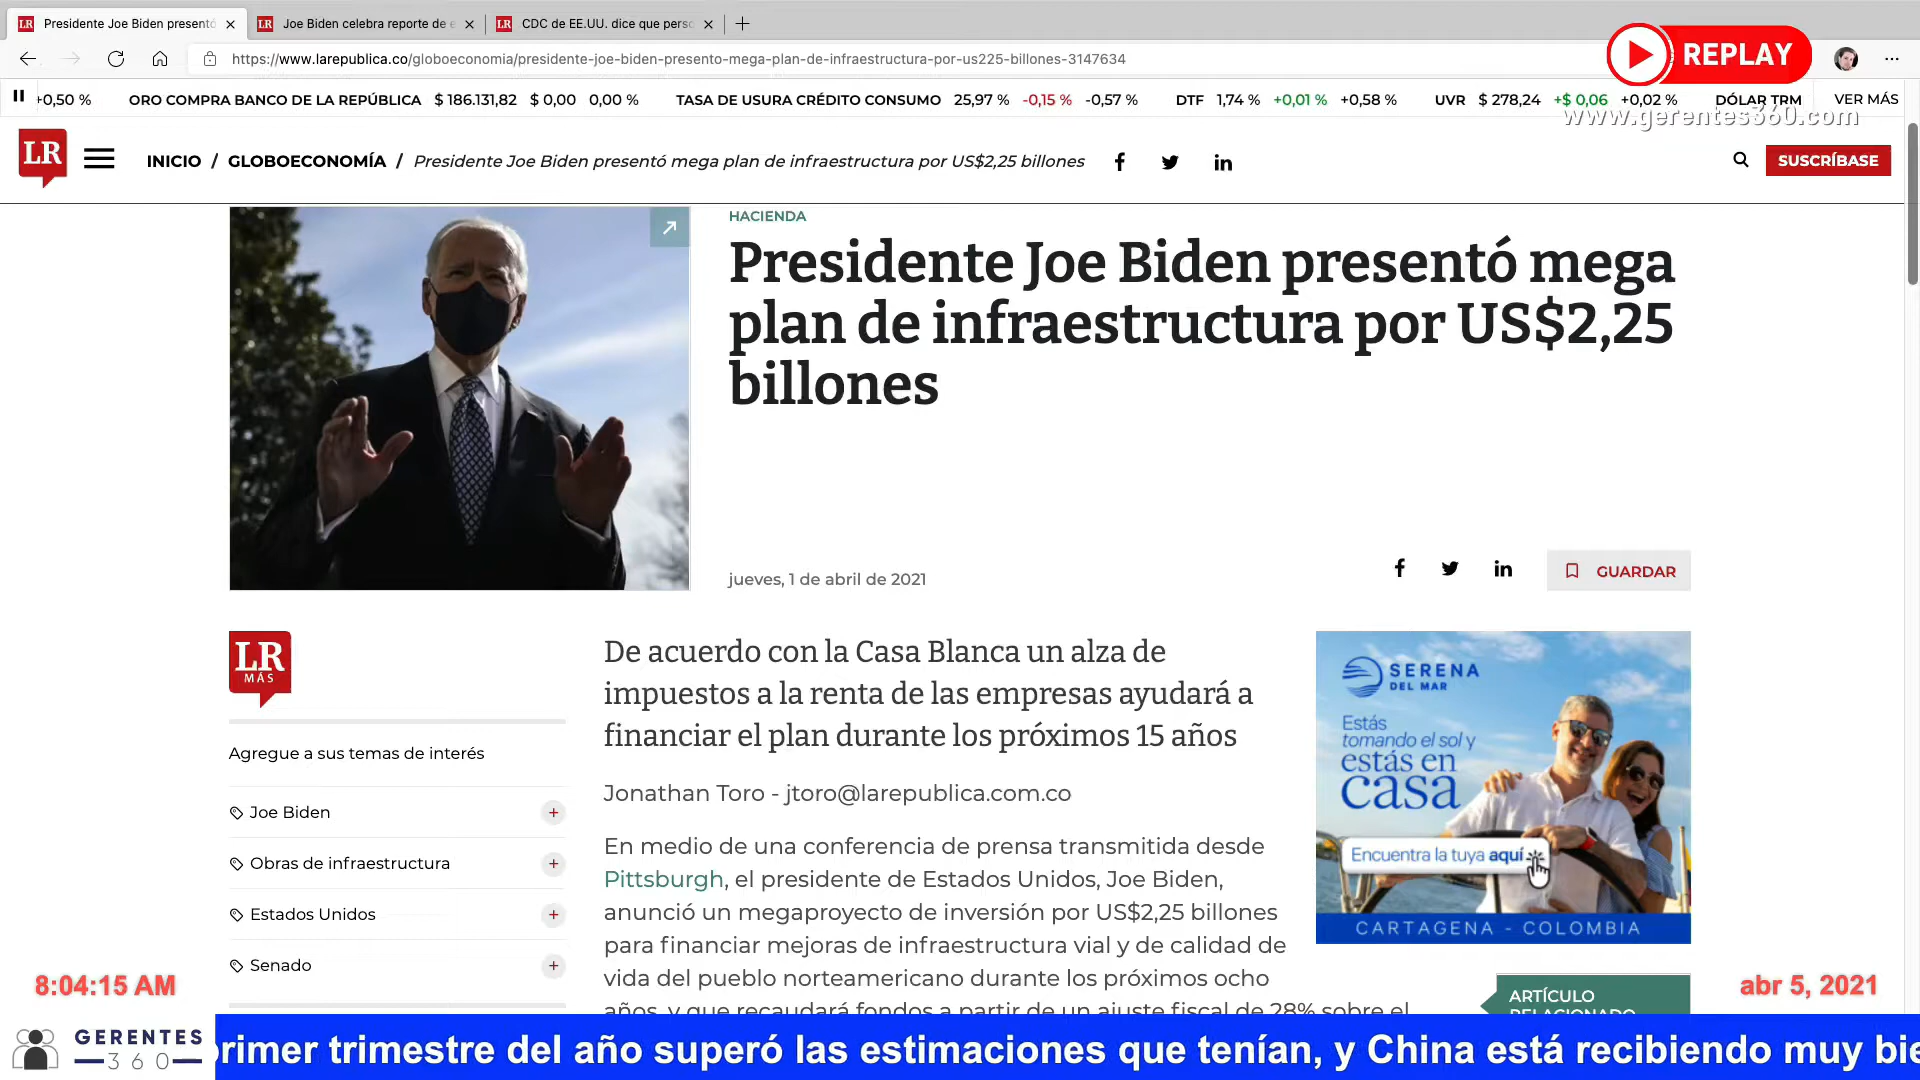 Presidente Joe Biden presentó
Joe Biden celebra reporte de e
CDC de EE.UU. dice que pers
https://www.larepublica.co/globoeconomia/presidente-joe-biden-presento-mega-plan-de-infraestructura-por-us225-billones-3147634
REPLAY
+0,50 % ORO COMPRA BANCO DE LA REPÚBLICA $ 186.131,82 $ 0,00 0,00 % TASA DE USURA CRÉDITO CONSUMO 25,97 % -0,15 % -0,57 % DTF 1,74 % +0,01 % +0,58 % UVR $ 278,24 +$ 0,06 +0,02 % DÓLAR TRM VER MÁS
www.gerentes360.com
LR INICIO / GLOBOECONOMÍA / Presidente Joe Biden presentó mega plan de infraestructura por US$2,25 billones SUSCRÍBASE
HACIENDA
Presidente Joe Biden presentó mega
plan de infraestructura por US$2,25
billones
jueves, 1 de abril de 2021
GUARDAR
LR
MÁS
Agregue a sus temas de interés
Joe Biden
Obras de infraestructura
Estados Unidos
Senado
De acuerdo con la Casa Blanca un alza de
impuestos a la renta de las empresas ayudará a
financiar el plan durante los próximos 15 años
Jonathan Toro - jtoro@larepublica.com.co
En medio de una conferencia de prensa transmitida desde
Pittsburgh, el presidente de Estados Unidos, Joe Biden,
anunció un megaproyecto de inversión por US$2,25 billones
para financiar mejoras de infraestructura vial y de calidad de
vida del pueblo norteamericano durante los próximos ocho
años, y que recaudará fondos a partir de un ajuste fiscal de 28% sobre el
SERENA
DEL MAR
Estás
tomando el sol y
estás en
casa
Encuentra la tuya aquí
CARTAGENA - COLOMBIA
ARTÍCULO
RELACIONADO
8:04:15 AM
abr 5, 2021
GERENTES
360
primer trimestre del año superó las estimaciones que tenían, y China está recibiendo muy bie